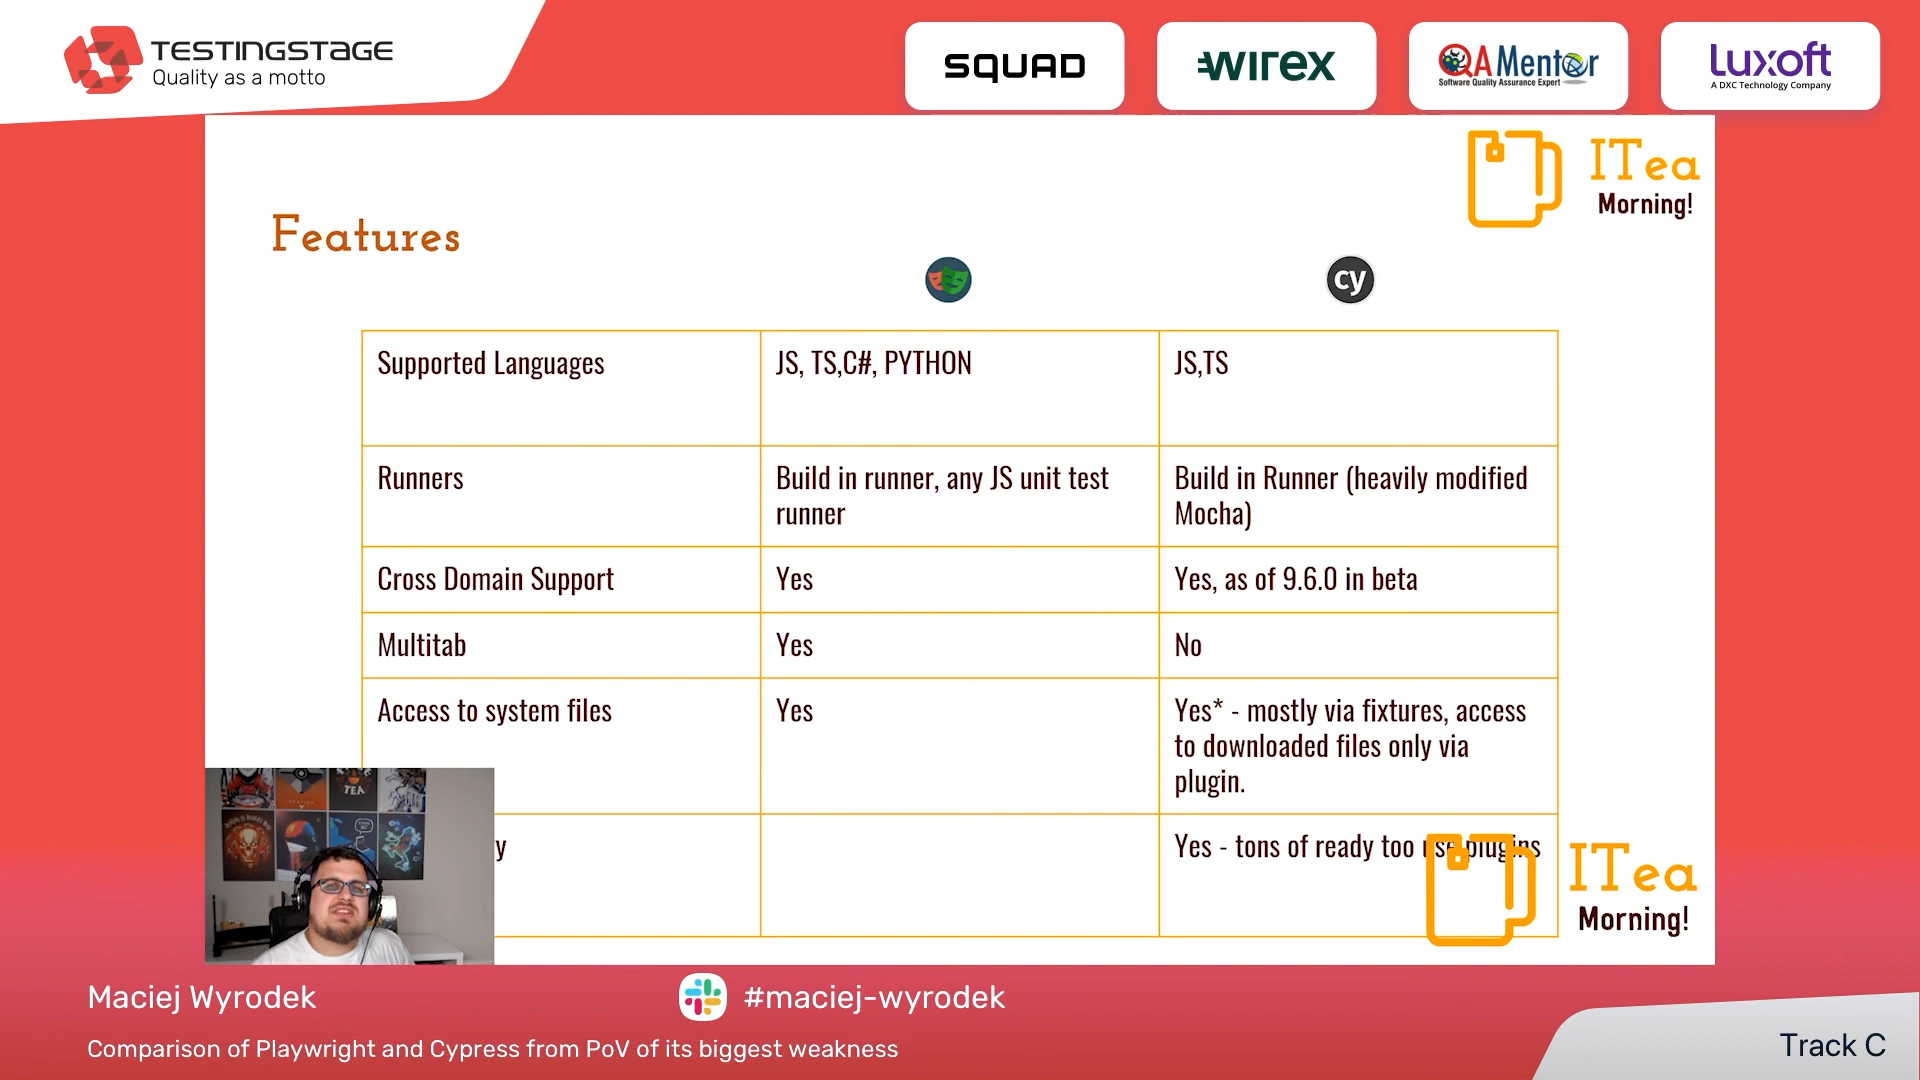 TESTINGSTAGE
Quality as a motto
SQUAD
WIREX
QA Mentor
Software Quality Assurance Expert
Luxoft
A DXC Technology Company
ITea
Morning!
Features
cy
Supported Languages
JS, TS,C#, PYTHON
JS,TS
Runners
Build in runner, any JS unit test
runner
Build in Runner (heavily modified
Mocha)
Cross Domain Support
Yes
Yes, as of 9.6.0 in beta
Multitab
Yes
No
Access to system files
Yes
Yes* - mostly via fixtures, access
to downloaded files only via
plugin.
y
Yes - tons of ready too use plugins
ITea
Morning!
TEA
Maciej Wyrodek
#maciej-wyrodek
Comparison of Playwright and Cypress from PoV of its biggest weakness
Track C